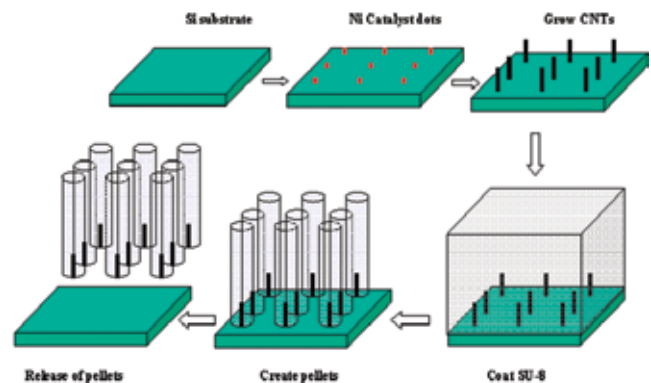 Si substrate
Ni Catalyst dots
Grow CNTs
Release of pellets
Create pellets
Coat SU-8